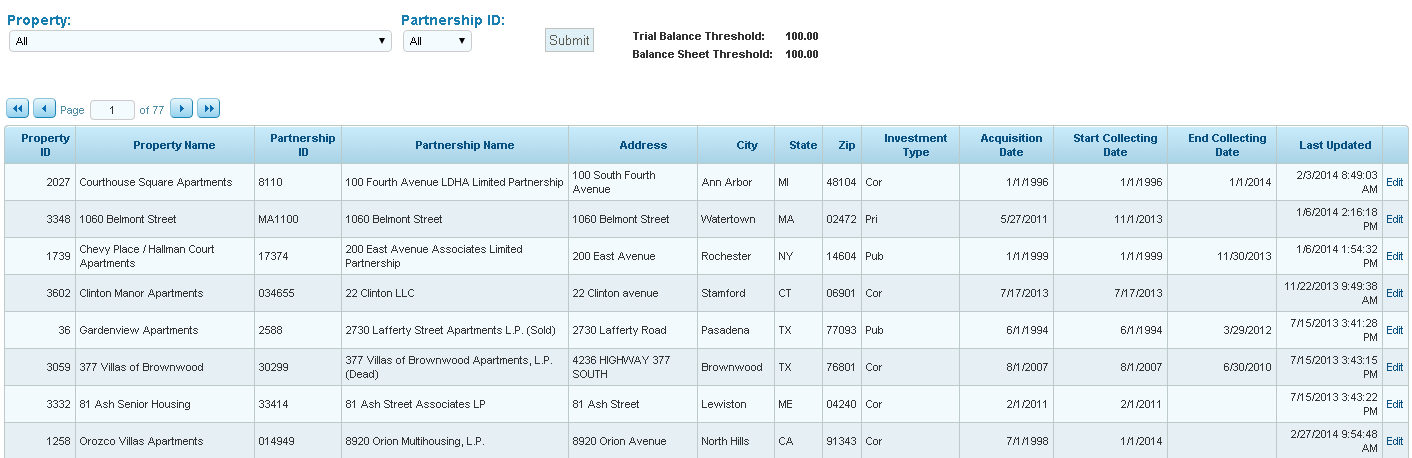 Property: Partnership ID:
All All Submit Trial Balance Threshold: 100.00
Balance Sheet Threshold: 100.00
Page 1 of 77
Property ID Property Name Partnership ID Partnership Name Address City State Zip Investment Type Acquisition Date Start Collecting Date End Collecting Date Last Updated
2027 Courthouse Square Apartments 8110 100 Fourth Avenue LDHA Limited Partnership 100 South Fourth Avenue Ann Arbor MI 48104 Cor 1/1/1996 1/1/1996 1/1/2014 2/3/2014 8:49:03 AM Edit
3348 1060 Belmont Street MA1100 1060 Belmont Street 1060 Belmont Street Watertown MA 02472 Pri 5/27/2011 11/1/2013 1/6/2014 2:16:18 PM Edit
1739 Chevy Place / Hallman Court Apartments 17374 200 East Avenue Associates Limited Partnership 200 East Avenue Rochester NY 14604 Pub 1/1/1999 1/1/1999 11/30/2013 1/6/2014 1:54:32 PM Edit
3602 Clinton Manor Apartments 034655 22 Clinton LLC 22 Clinton avenue Stamford CT 06901 Cor 7/17/2013 7/17/2013 11/22/2013 9:49:38 AM Edit
36 Gardenview Apartments 2588 2730 Lafferty Street Apartments L.P. (Sold) 2730 Lafferty Road Pasadena TX 77093 Pub 6/1/1994 6/1/1994 3/29/2012 7/15/2013 3:41:28 PM Edit
3059 377 Villas of Brownwood 30299 377 Villas of Brownwood Apartments, L.P. (Dead) 4236 HIGHWAY 377 SOUTH Brownwood TX 76801 Cor 8/1/2007 8/1/2007 6/30/2010 7/15/2013 3:43:15 PM Edit
3332 81 Ash Senior Housing 33414 81 Ash Street Associates LP 81 Ash Street Lewiston ME 04240 Cor 2/1/2011 2/1/2011 7/15/2013 3:43:22 PM Edit
1258 Orozco Villas Apartments 014949 8920 Orion Multihousing, L.P. 8920 Orion Avenue North Hills CA 91343 Cor 7/1/1998 1/1/2014 2/27/2014 9:54:48 AM Edit